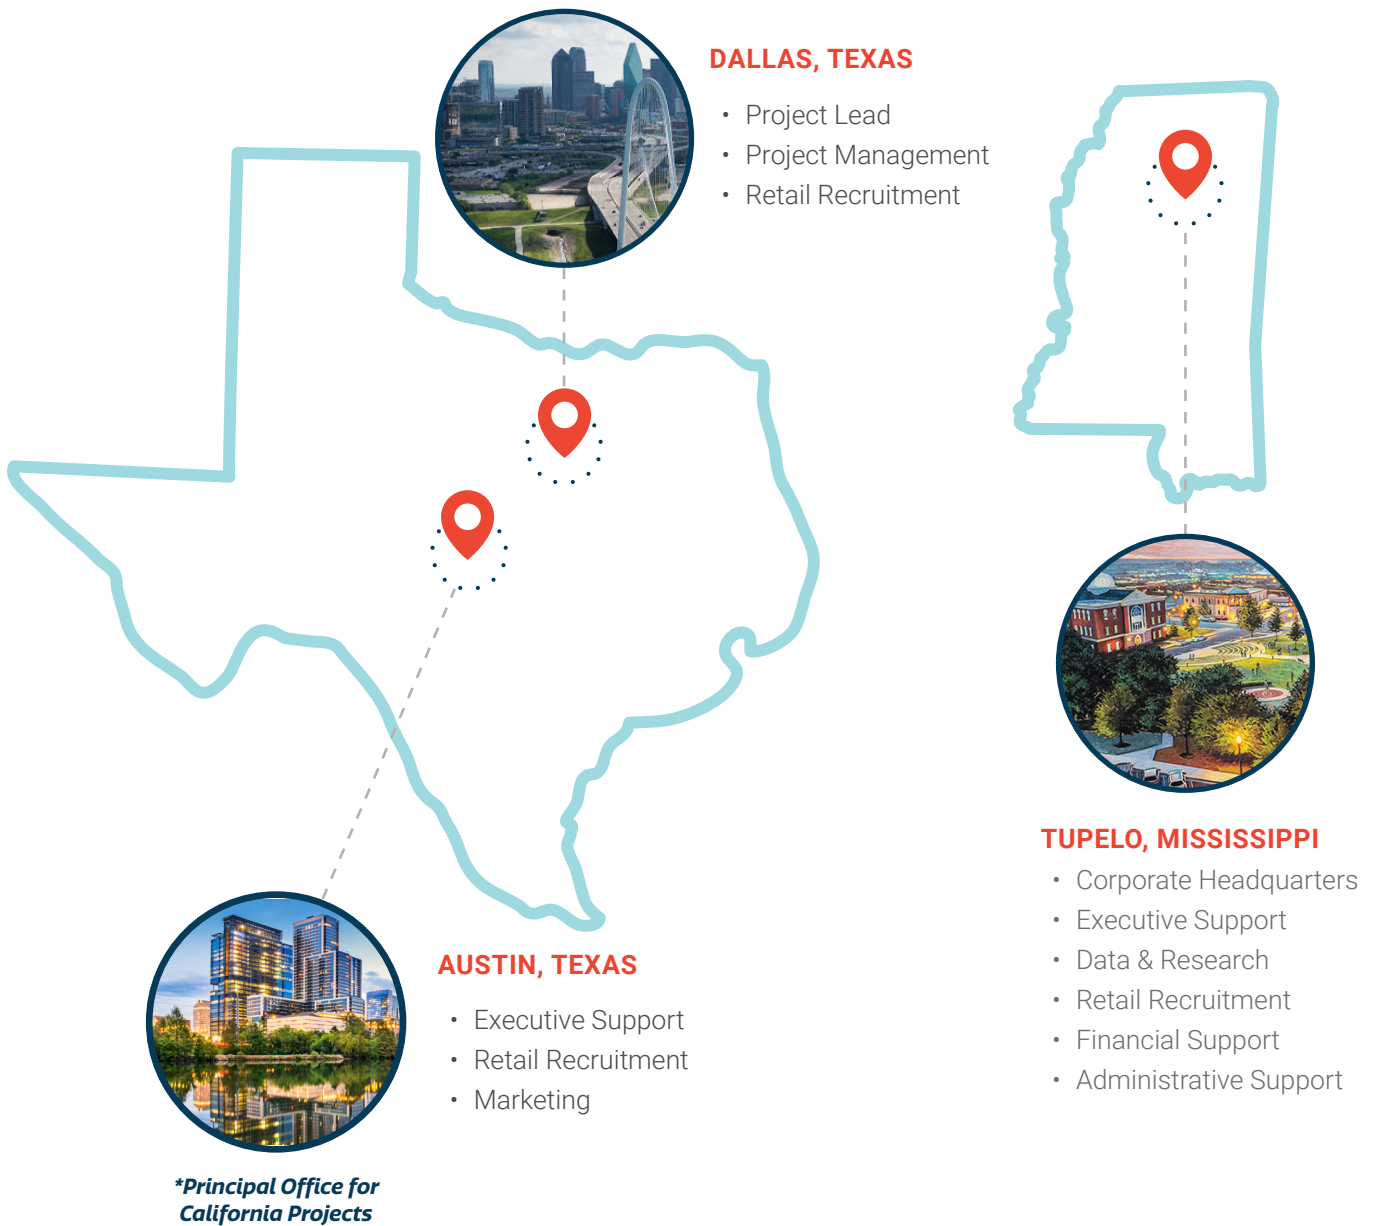 DALLAS, TEXAS
• Project Lead
• Project Management
• Retail Recruitment
TUPELO, MISSISSIPPI
• Corporate Headquarters
• Executive Support
• Data & Research
• Retail Recruitment
• Financial Support
• Administrative Support
AUSTIN, TEXAS
• Executive Support
• Retail Recruitment
• Marketing
*Principal Office for
California Projects